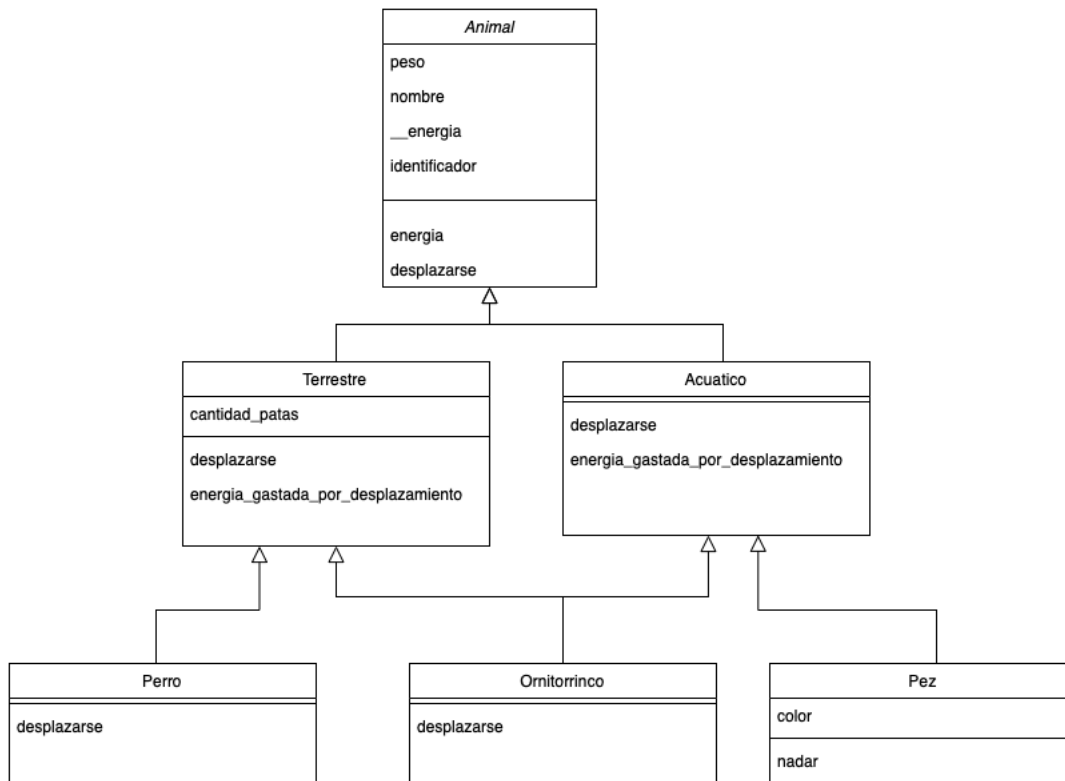 Animal
peso
nombre
__energia
identificador
energia
desplazarse
Terrestre
cantidad_patas
desplazarse
energia_gastada_por_desplazamiento
Acuatico
desplazarse
energia_gastada_por_desplazamiento
Perro
desplazarse
Ornitorrinco
desplazarse
Pez
color
nadar